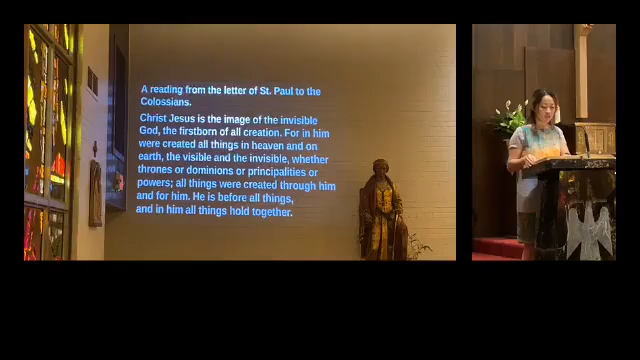 A reading from the letter of St. Paul to the
Colossians.
Christ Jesus is the image of the invisible
God, the firstborn of all creation. For in him
were created all things in heaven and on
earth, the visible and the invisible, whether
thrones or dominions or principalities or
powers; all things were created through him
and for him. He is before all things,
and in him all things hold together.